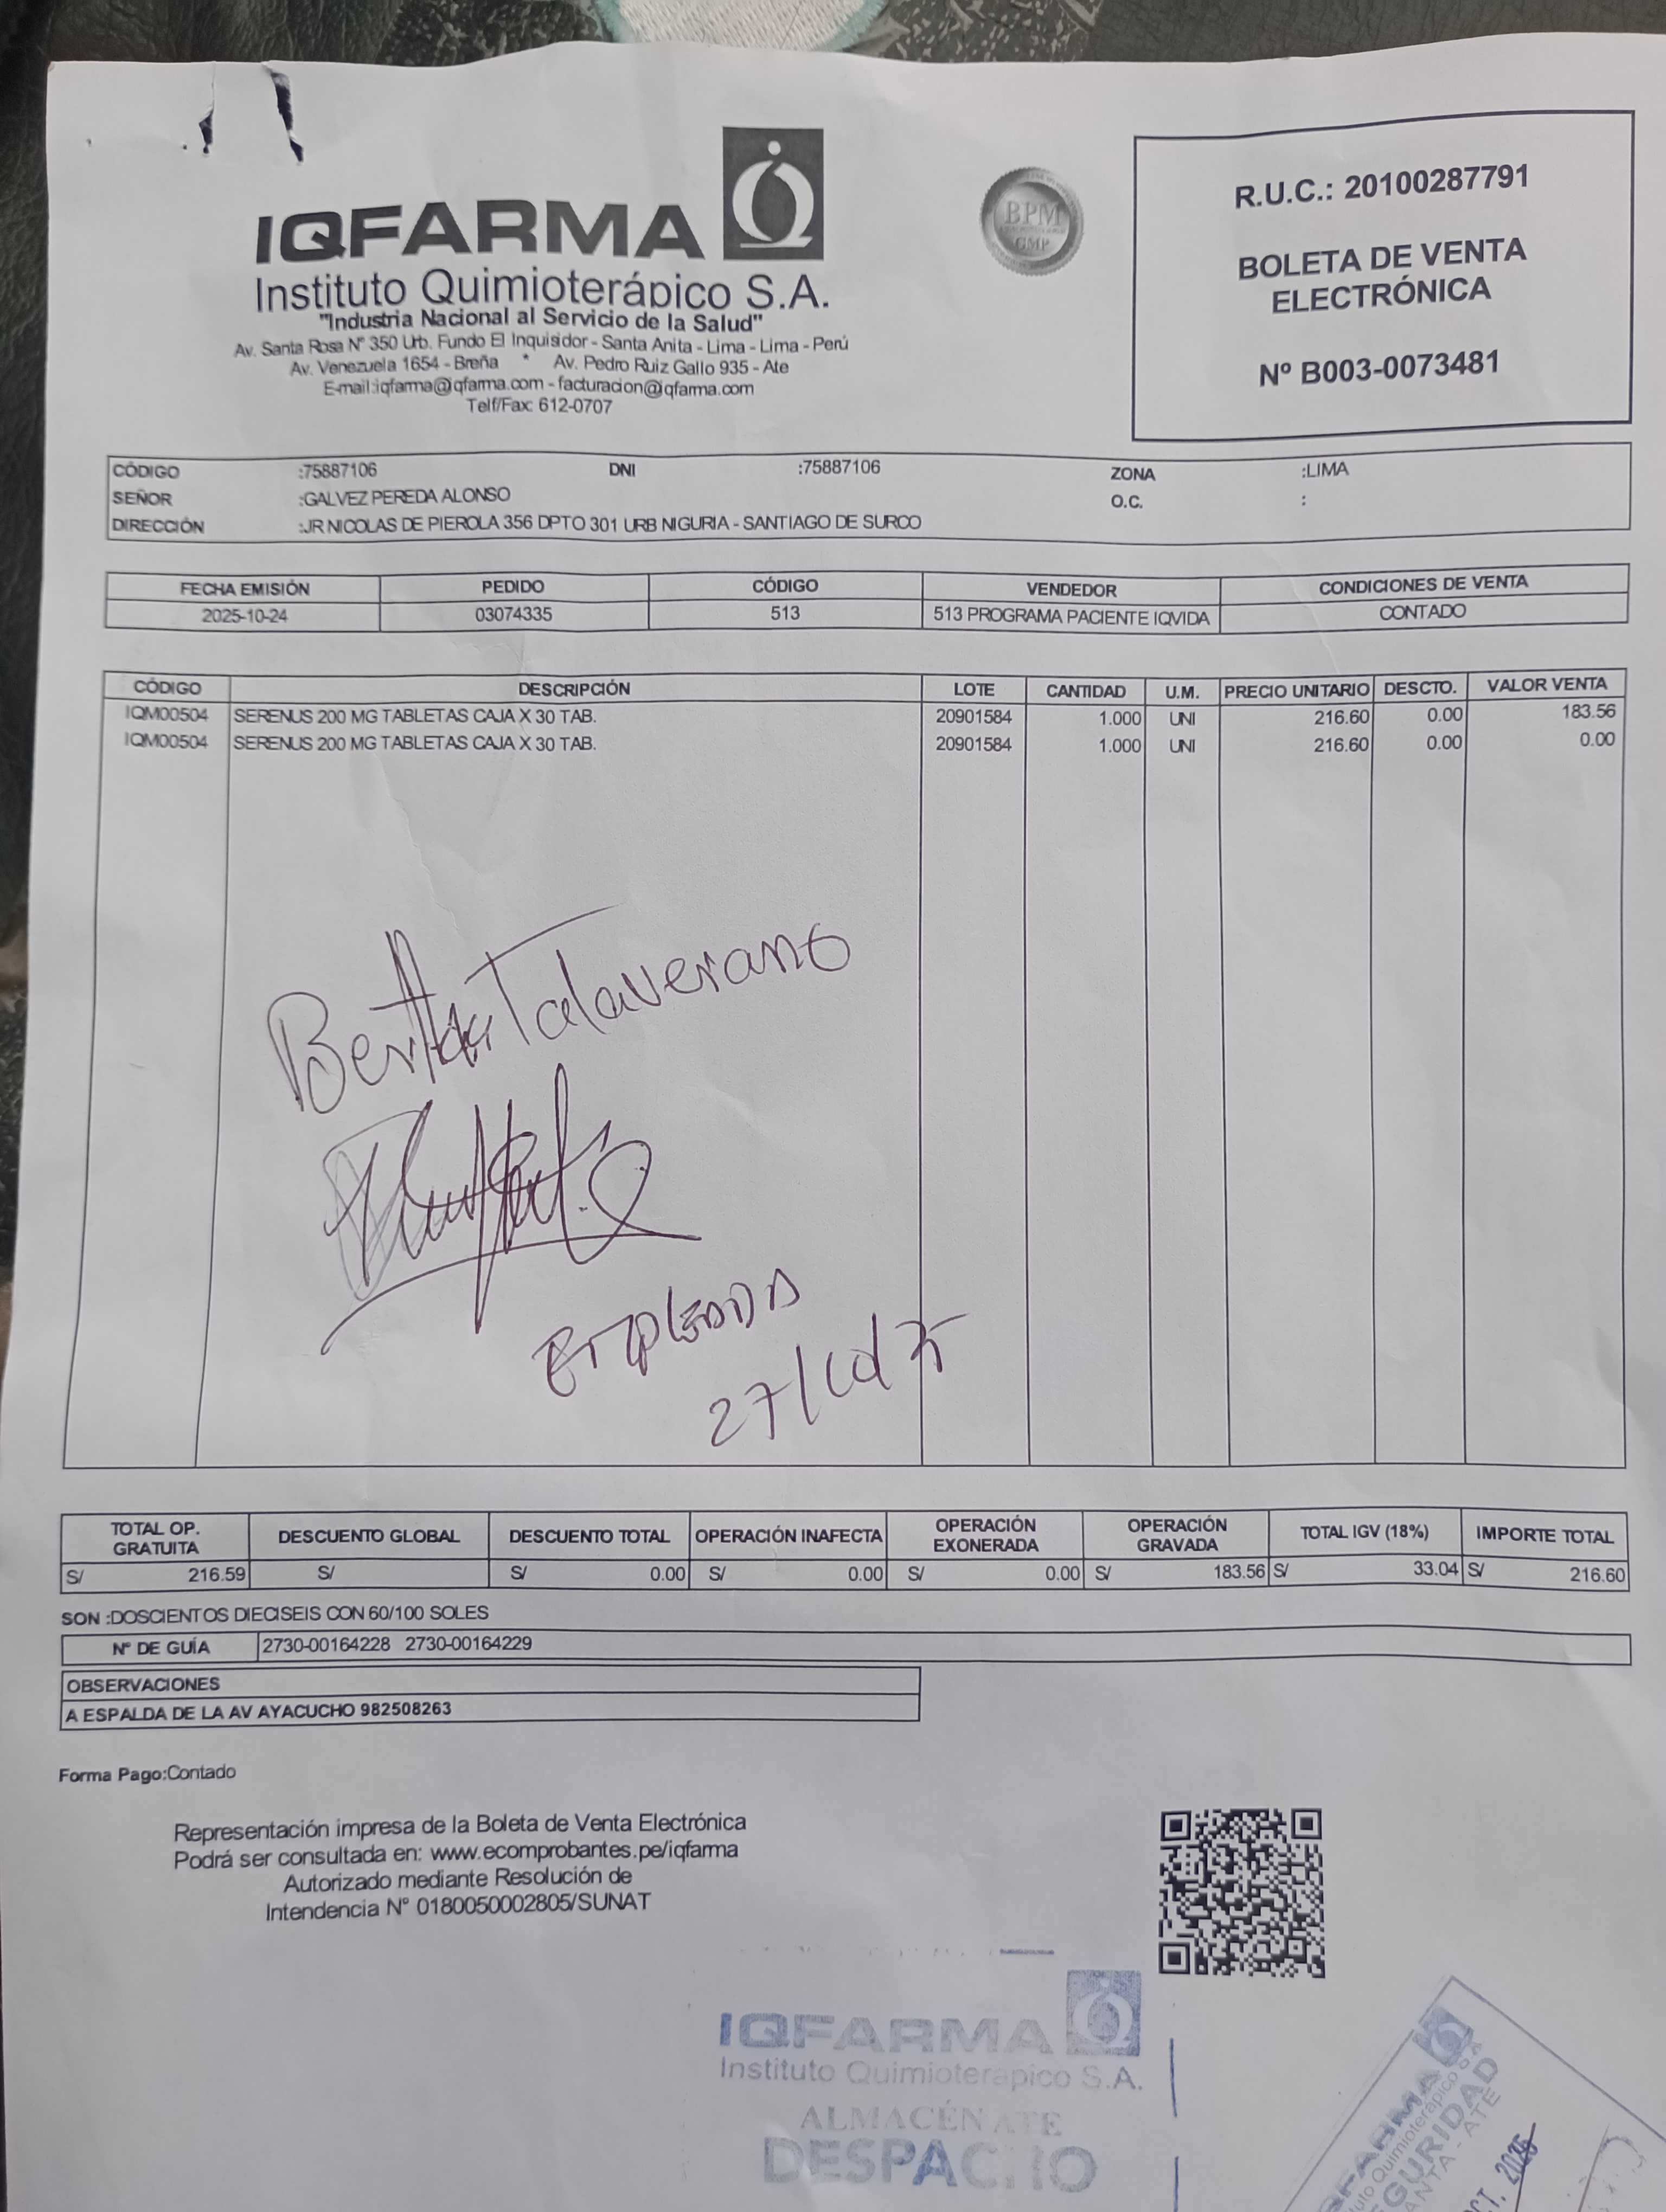 IQFARMA
Instituto Quimioterápico S.A.
"Industria Nacional al Servicio de la Salud"
Av. Santa Rosa N° 350 Urb. Fundo El Inquisidor - Santa Anita - Lima - Lima - Perú
Av. Venezuela 1654 - Breña * Av. Pedro Ruiz Gallo 935 - Ate
E-mail:iqfarma@iqfarma.com - facturacion@iqfarma.com
Telf/Fax: 612-0707
BPM
GMP
R.U.C.: 20100287791
BOLETA DE VENTA
ELECTRÓNICA
Nº B003-0073481
CÓDIGO :75887106 DNI :75887106 ZONA :LIMA
SEÑOR :GALVEZ PEREDA ALONSO O.C. :
DIRECCIÓN :JR NICOLAS DE PIEROLA 356 DPTO 301 URB NIGURIA - SANTIAGO DE SURCO
FECHA EMISIÓN PEDIDO CÓDIGO VENDEDOR CONDICIONES DE VENTA
2025-10-24 03074335 513 513 PROGRAMA PACIENTE IQVIDA CONTADO
CÓDIGO DESCRIPCIÓN LOTE CANTIDAD U.M. PRECIO UNITARIO DESCTO. VALOR VENTA
IQM00504 SERENUS 200 MG TABLETAS CAJA X 30 TAB. 20901584 1.000 UNI 216.60 0.00 183.56
IQM00504 SERENUS 200 MG TABLETAS CAJA X 30 TAB. 20901584 1.000 UNI 216.60 0.00 0.00
Bertha Talaverano
EMPLEADA
27/10/25
TOTAL OP. GRATUITA DESCUENTO GLOBAL DESCUENTO TOTAL OPERACIÓN INAFECTA OPERACIÓN EXONERADA OPERACIÓN GRAVADA TOTAL IGV (18%) IMPORTE TOTAL
S/ 216.59 S/ S/ 0.00 S/ 0.00 S/ 0.00 S/ 183.56 S/ 33.04 S/ 216.60
SON :DOSCIENTOS DIECISEIS CON 60/100 SOLES
Nº DE GUÍA 2730-00164228 2730-00164229
OBSERVACIONES
A ESPALDA DE LA AV AYACUCHO 982508263
Forma Pago:Contado
Representación impresa de la Boleta de Venta Electrónica
Podrá ser consultada en: www.ecomprobantes.pe/iqfarma
Autorizado mediante Resolución de
Intendencia N° 0180050002805/SUNAT
IQFARMA
Instituto Quimioterapico S.A.
ALMACÉN ATE
DESPACHO